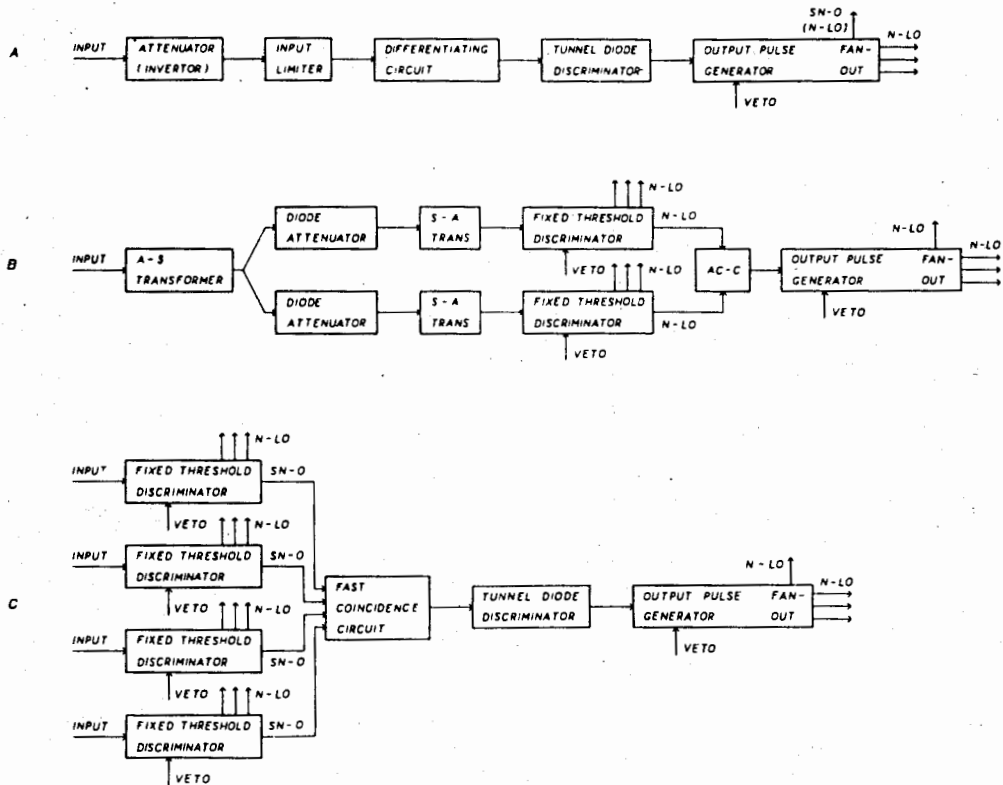 A
INPUT
ATTENUATOR
(INVERTOR)
INPUT
LIMITER
DIFFERENTIATING
CIRCUIT
TUNNEL DIODE
DISCRIMINATOR
OUTPUT PULSE FAN-
GENERATOR OUT
SN-O
(N-LO)
N-LO
VETO
B
INPUT
A-S
TRANSFORMER
DIODE
ATTENUATOR
S-A
TRANS
FIXED THRESHOLD
DISCRIMINATOR
N-LO
N-LO
VETO
DIODE
ATTENUATOR
S-A
TRANS
FIXED THRESHOLD
DISCRIMINATOR
N-LO
N-LO
VETO
AC-C
OUTPUT PULSE FAN-
GENERATOR OUT
N-LO
N-LO
VETO
C
INPUT
FIXED THRESHOLD
DISCRIMINATOR
N-LO
SN-O
VETO
INPUT
FIXED THRESHOLD
DISCRIMINATOR
N-LO
SN-O
VETO
INPUT
FIXED THRESHOLD
DISCRIMINATOR
N-LO
SN-O
VETO
INPUT
FIXED THRESHOLD
DISCRIMINATOR
N-LO
SN-O
VETO
FAST
COINCIDENCE
CIRCUIT
TUNNEL DIODE
DISCRIMINATOR
OUTPUT PULSE FAN-
GENERATOR OUT
N-LO
N-LO
VETO